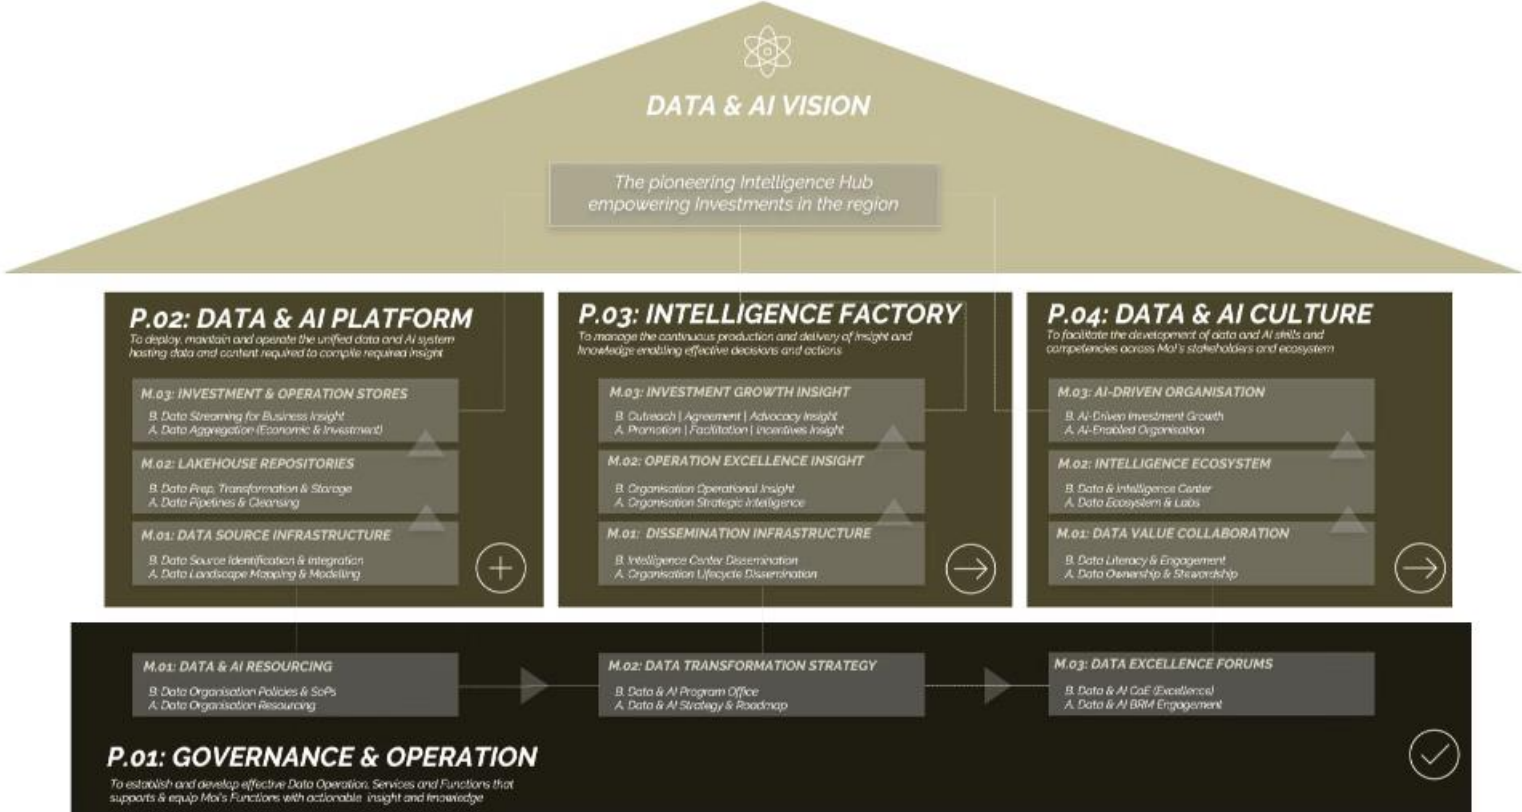 DATA & AI VISION
The pioneering Intelligence Hub
empowering Investments in the region
P.02: DATA & AI PLATFORM
To deploy, maintain and operate the unified data and AI system
hosting data and content required to compile required insight
M.03: INVESTMENT & OPERATION STORES
B. Data Streaming for Business Insight
A. Data Aggregation (Economic & Investment)
M.02: LAKEHOUSE REPOSITORIES
B. Data Prep, Transformation & Storage
A. Data Pipelines & Cleansing
M.01: DATA SOURCE INFRASTRUCTURE
B. Data Source Identification & Integration
A. Data Landscape Mapping & Modelling
P.03: INTELLIGENCE FACTORY
To manage the continuous production and delivery of insight and
knowledge enabling effective decisions and actions
M.03: INVESTMENT GROWTH INSIGHT
B. Outreach | Agreement | Advocacy Insight
A. Promotion | Facilitation | Incentives Insight
M.02: OPERATION EXCELLENCE INSIGHT
B. Organisation Operational Insight
A. Organisation Strategic Intelligence
M.01: DISSEMINATION INFRASTRUCTURE
B. Intelligence Center Dissemination
A. Organisation Lifecycle Dissemination
P.04: DATA & AI CULTURE
To facilitate the development of data and AI skills and
competencies across MoI's stakeholders and ecosystem
M.03: AI-DRIVEN ORGANISATION
B. AI-Driven Investment Growth
A. AI-Enabled Organisation
M.02: INTELLIGENCE ECOSYSTEM
B. Data & Intelligence Center
A. Data Ecosystem & Labs
M.01: DATA VALUE COLLABORATION
B. Data Literacy & Engagement
A. Data Ownership & Stewardship
M.01: DATA & AI RESOURCING
B. Data Organisation Policies & SoPs
A. Data Organisation Resourcing
M.02: DATA TRANSFORMATION STRATEGY
B. Data & AI Program Office
A. Data & AI Strategy & Roadmap
M.03: DATA EXCELLENCE FORUMS
B. Data & AI CoE (Excellence)
A. Data & AI BRM Engagement
P.01: GOVERNANCE & OPERATION
To establish and develop effective Data Operation, Services and Functions that
supports & equip MoI's Functions with actionable insight and knowledge